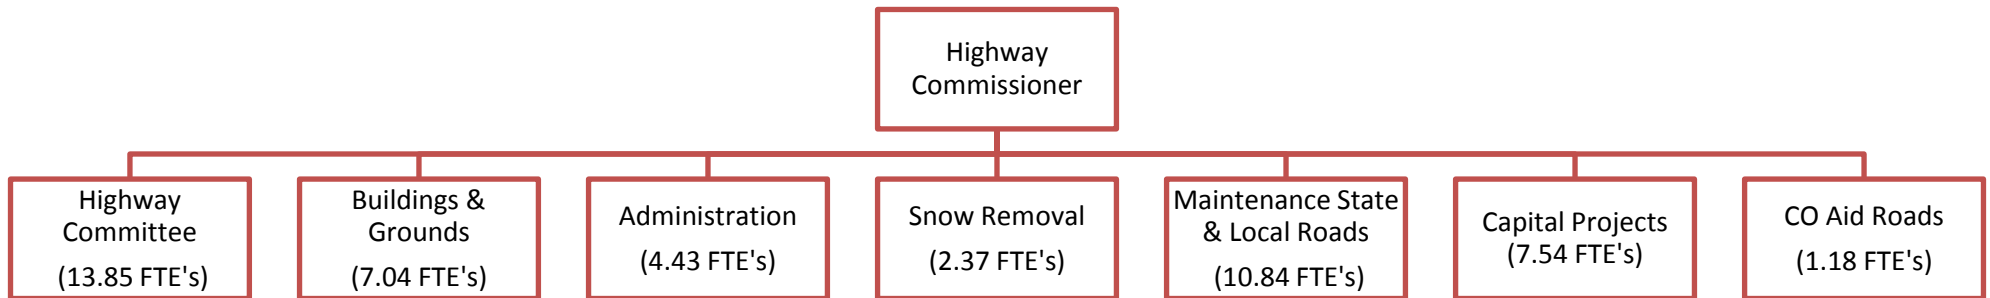 Highway
Commissioner
Highway
Committee
(13.85 FTE's)
Buildings &
Grounds
(7.04 FTE's)
Administration
(4.43 FTE's)
Snow Removal
(2.37 FTE's)
Maintenance State
& Local Roads
(10.84 FTE's)
Capital Projects
(7.54 FTE's)
CO Aid Roads
(1.18 FTE's)